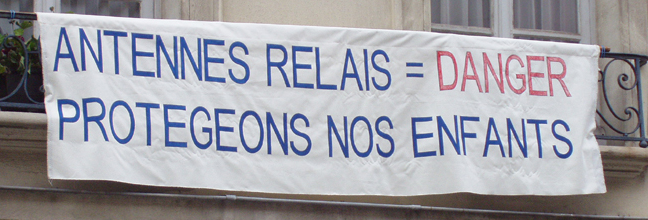 ANTENNES RELAIS = DANGER
PROTEGEONS NOS ENFANTS